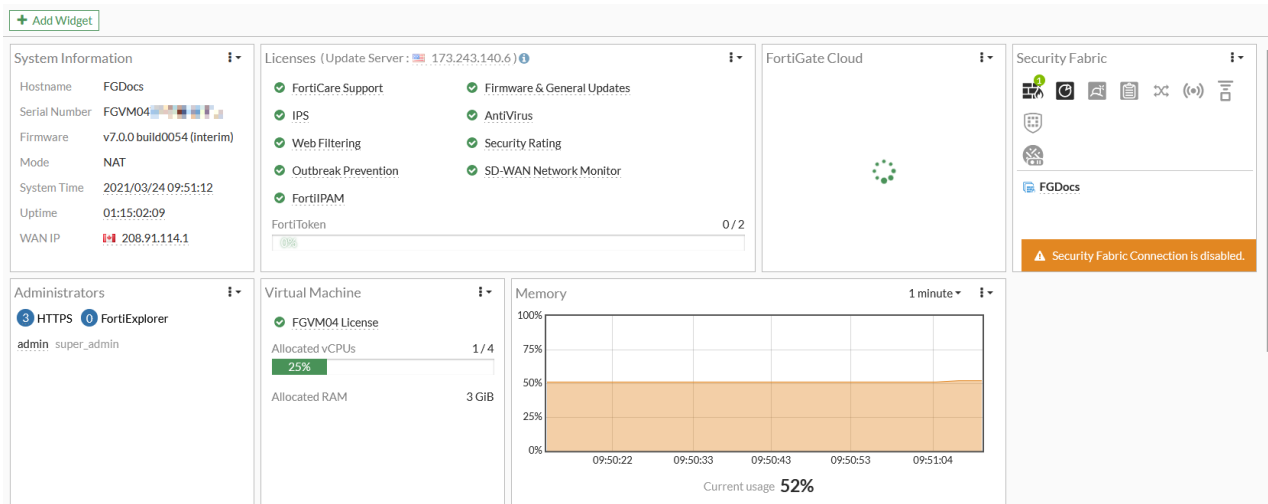 Add Widget
System Information
Hostname FGDocs
Serial Number FGVM04
Firmware v7.0.0 build0054 (interim)
Mode NAT
System Time 2021/03/24 09:51:12
Uptime 01:15:02:09
WAN IP 208.91.114.1
Licenses (Update Server: 173.243.140.6)
FortiCare Support Firmware & General Updates
IPS AntiVirus
Web Filtering Security Rating
Outbreak Prevention SD-WAN Network Monitor
FortiIPAM
FortiToken 0 / 2
0%
FortiGate Cloud
Security Fabric
1
FGDocs
Security Fabric Connection is disabled.
Administrators
3 HTTPS 0 FortiExplorer
admin super_admin
Virtual Machine
FGVM04 License
Allocated vCPUs 1 / 4
25%
Allocated RAM 3 GiB
Memory 1 minute
100%
75%
50%
25%
0%
09:50:22 09:50:33 09:50:43 09:50:53 09:51:04
Current usage 52%